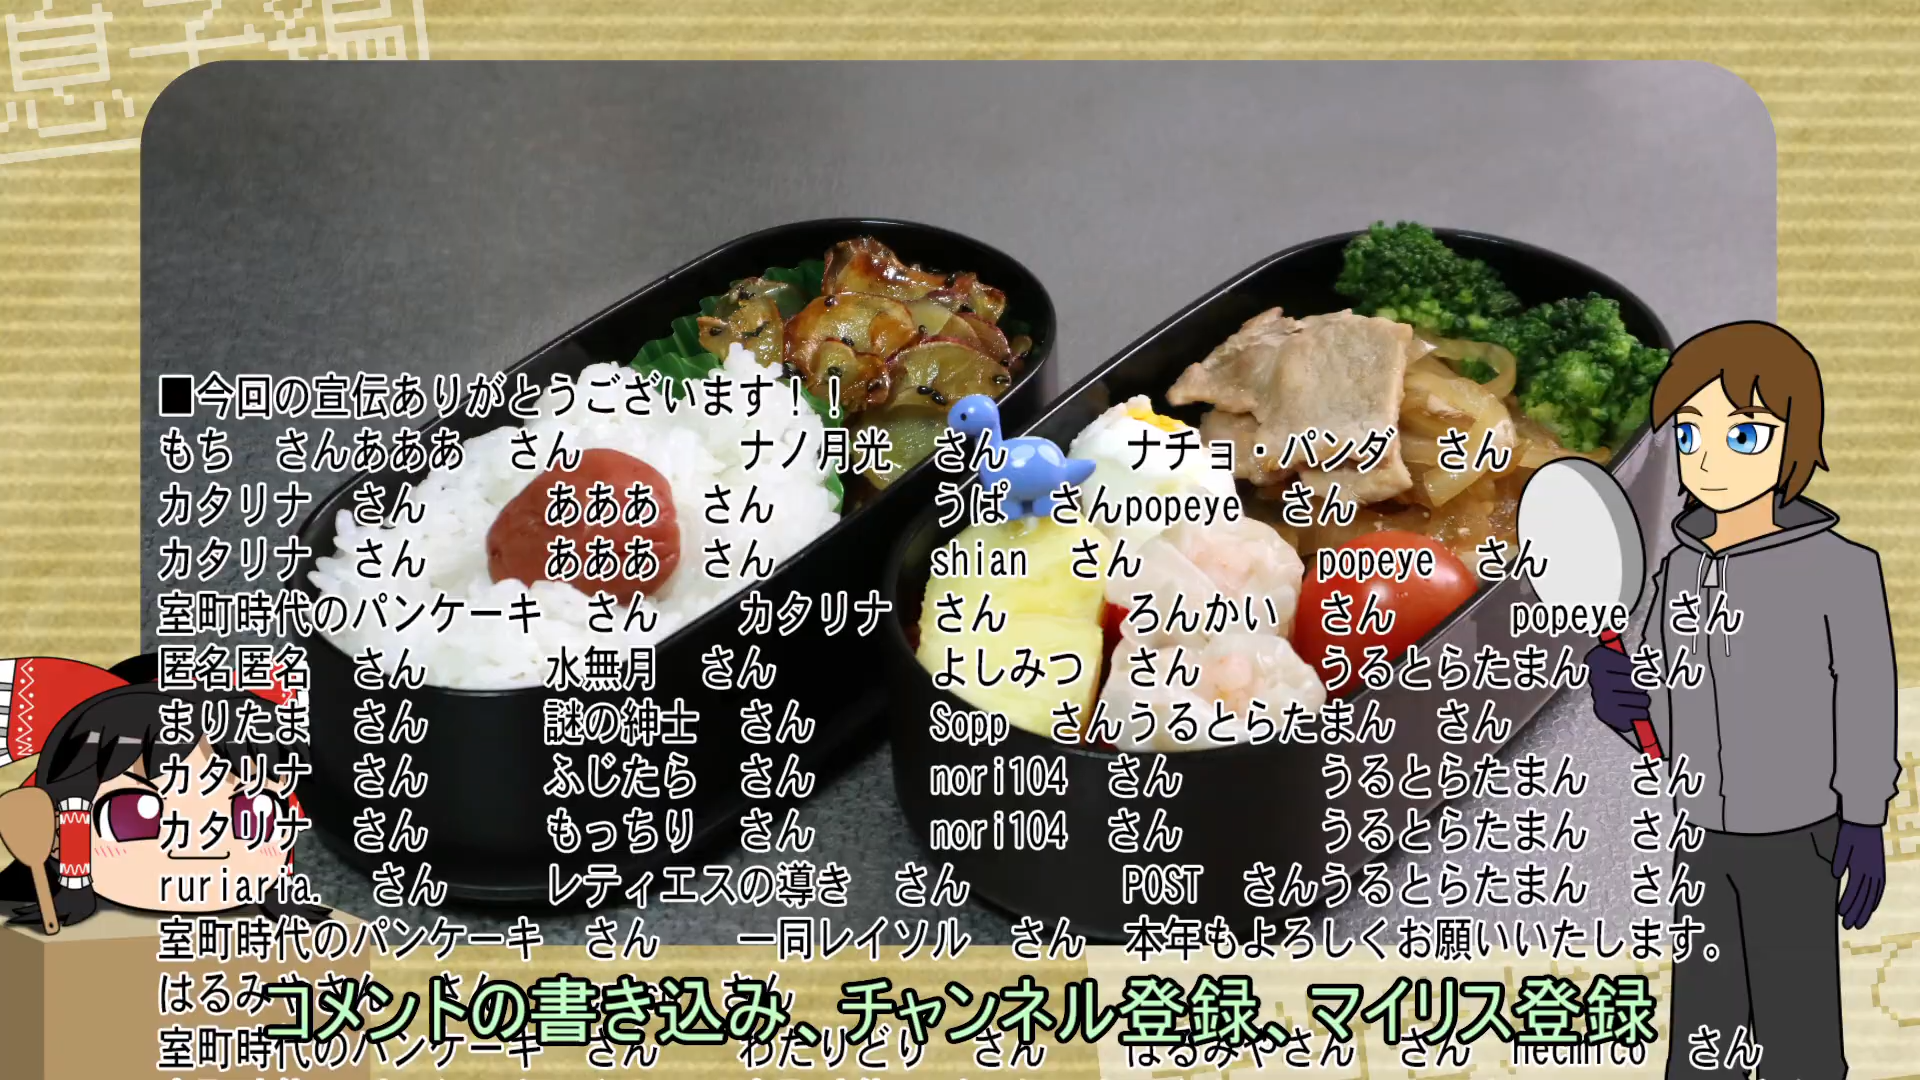 息子編
■今回の宣伝ありがとうございます！！
もち　さんあああ　さん　ナノ月光　さん　ナチョ・パンダ　さん
カタリナ　さん　あああ　さん　うぱ　さんpopeye　さん
カタリナ　さん　あああ　さん　shian　さん　popeye　さん
室町時代のパンケーキ　さん　カタリナ　さん　ろんかい　さん　popeye　さん
匿名匿名　さん　水無月　さん　よしみつ　さん　うるとらたまん　さん
まりたま　さん　謎の紳士　さん　Sopp　さんうるとらたまん　さん
カタリナ　さん　ふじたら　さん　nori104　さん　うるとらたまん　さん
カタリナ　さん　もっちり　さん　nori104　さん　うるとらたまん　さん
ruriaria.　さん　レティエスの導き　さん　POST　さんうるとらたまん　さん
室町時代のパンケーキ　さん　一同レイソル　さん　本年もよろしくお願いいたします。
はるみやさん　さん　さん
コメントの書き込み、チャンネル登録、マイリス登録
室町時代のパンケーキ　さん　わたりどり　さん　はるみやさん　さん　necmico　さん